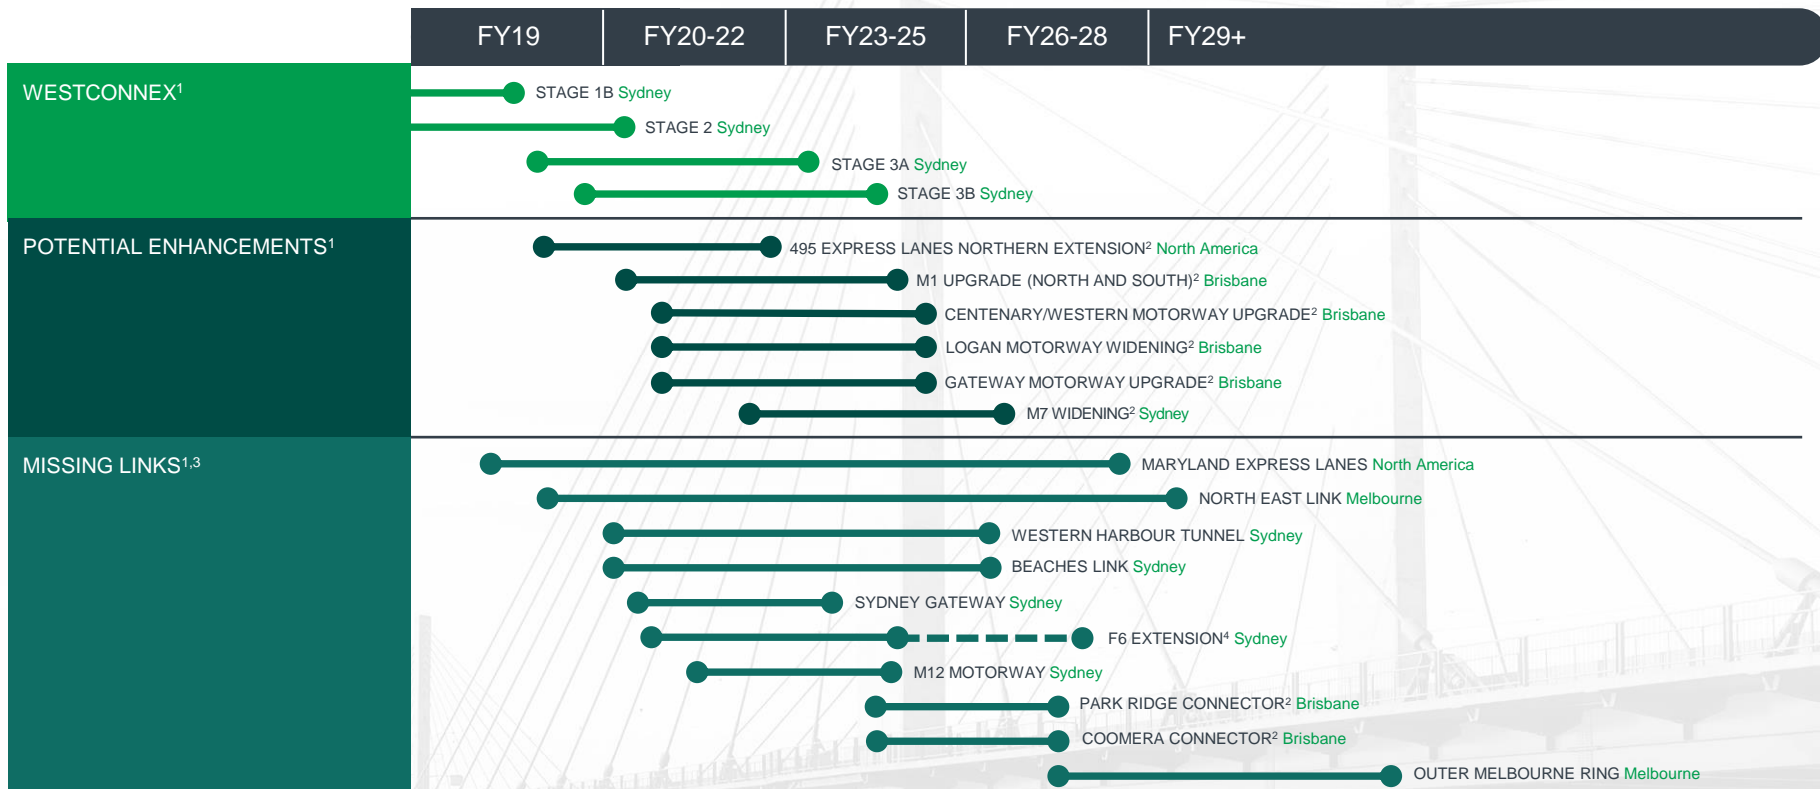 FY19 FY20-22 FY23-25 FY26-28 FY29+
WESTCONNEX¹
STAGE 1B Sydney
STAGE 2 Sydney
STAGE 3A Sydney
STAGE 3B Sydney
POTENTIAL ENHANCEMENTS¹
495 EXPRESS LANES NORTHERN EXTENSION² North America
M1 UPGRADE (NORTH AND SOUTH)² Brisbane
CENTENARY/WESTERN MOTORWAY UPGRADE² Brisbane
LOGAN MOTORWAY WIDENING² Brisbane
GATEWAY MOTORWAY UPGRADE² Brisbane
M7 WIDENING² Sydney
MISSING LINKS¹,³
MARYLAND EXPRESS LANES North America
NORTH EAST LINK Melbourne
WESTERN HARBOUR TUNNEL Sydney
BEACHES LINK Sydney
SYDNEY GATEWAY Sydney
F6 EXTENSION⁴ Sydney
M12 MOTORWAY Sydney
PARK RIDGE CONNECTOR² Brisbane
COOMERA CONNECTOR² Brisbane
OUTER MELBOURNE RING Melbourne